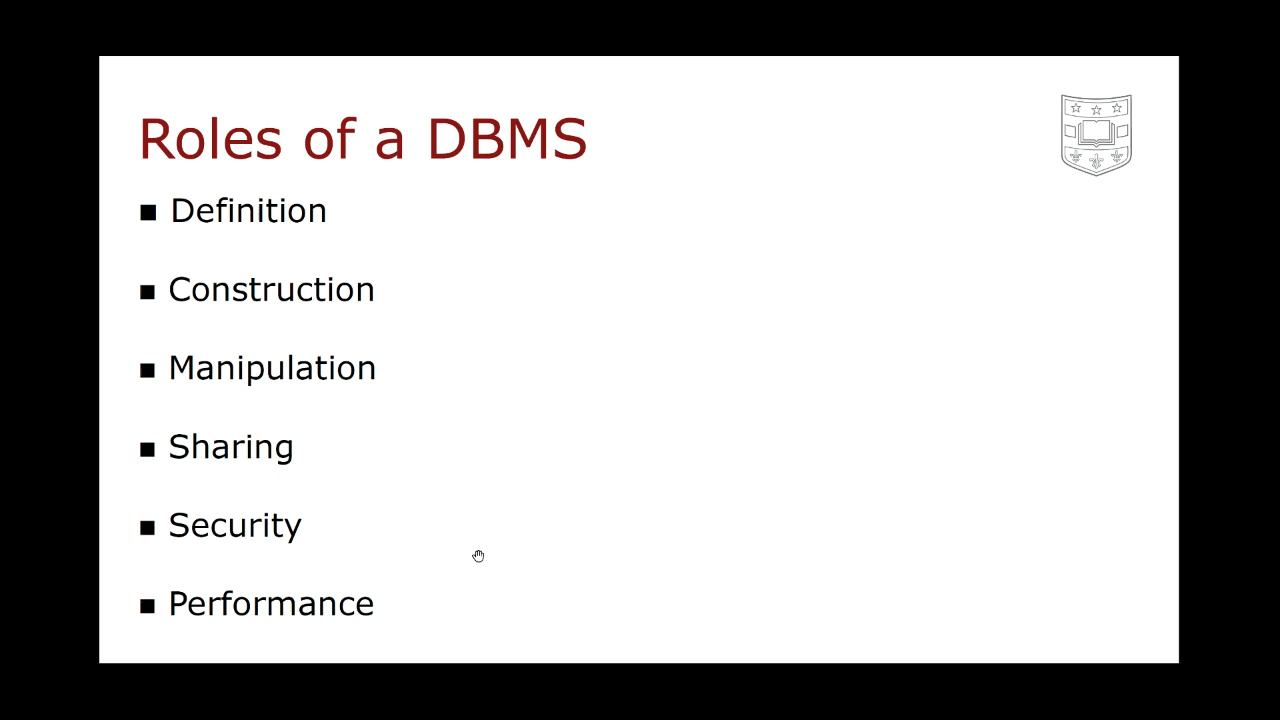 Roles of a DBMS
■ Definition
■ Construction
■ Manipulation
■ Sharing
■ Security
■ Performance